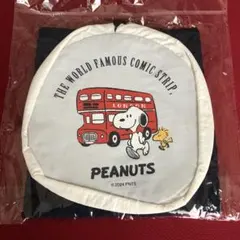 THE WORLD FAMOUS COMIC STRIP,
LONDON
PEANUTS
©2024 PNTS